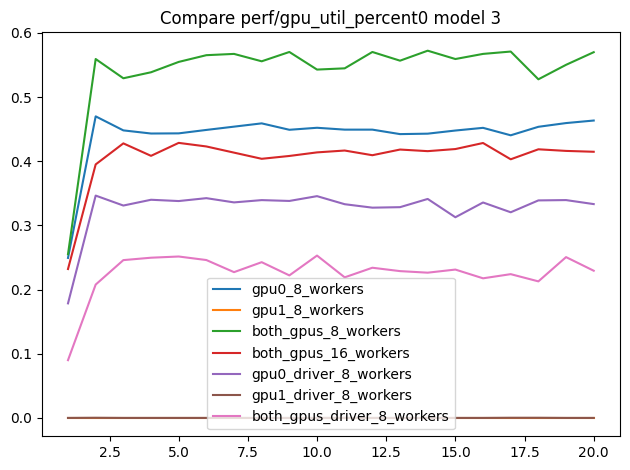 Compare perf/gpu_util_percent0 model 3
0.6
0.5
0.4
0.3
0.2
0.1
0.0
gpu0_8_workers
gpu1_8_workers
both_gpus_8_workers
both_gpus_16_workers
gpu0_driver_8_workers
gpu1_driver_8_workers
both_gpus_driver_8_workers
2.5 5.0 7.5 10.0 12.5 15.0 17.5 20.0